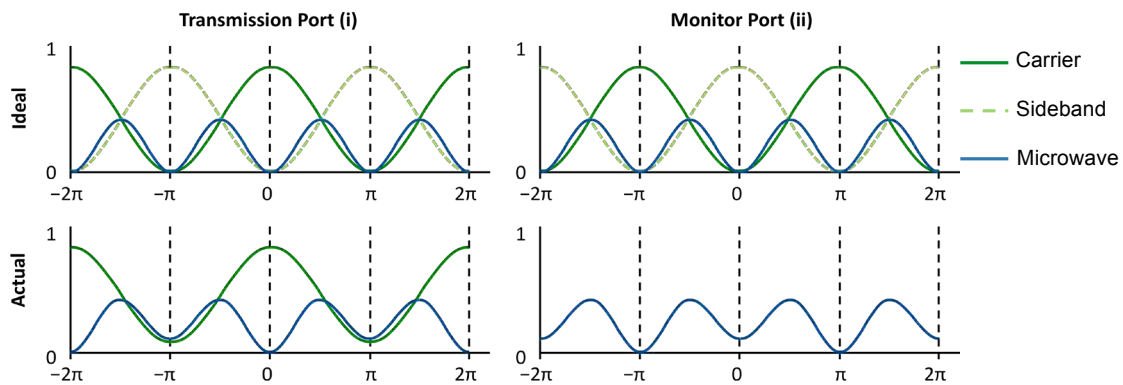 Transmission Port (i)
Monitor Port (ii)
Ideal
1
0
−2π
−π
0
π
2π
1
0
−2π
−π
0
π
2π
Carrier
Sideband
Microwave
Actual
1
0
−2π
−π
0
π
2π
1
0
−2π
−π
0
π
2π